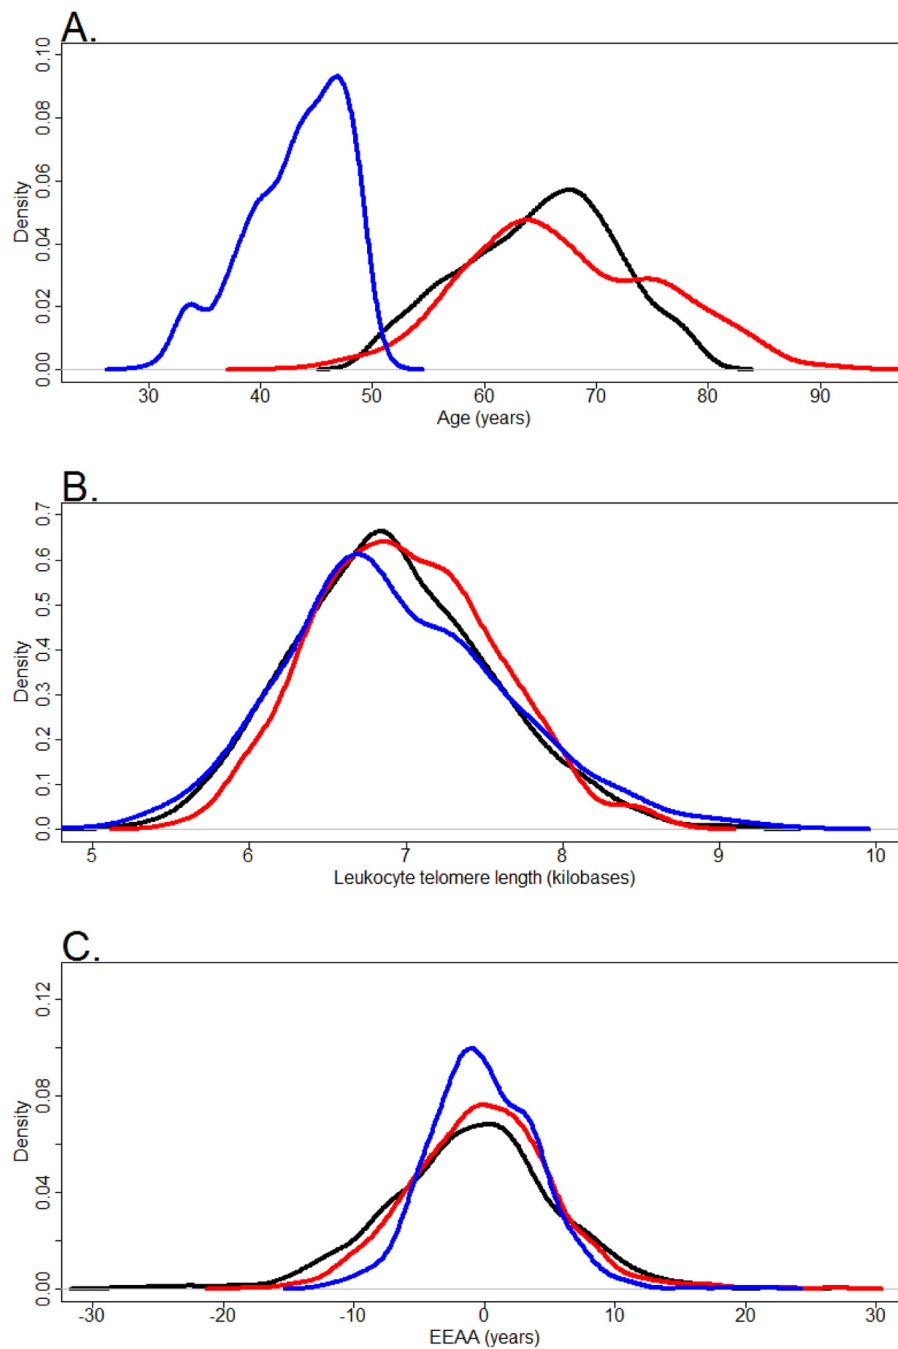 A.
Density
0.00 0.02 0.04 0.06 0.08 0.10
30 40 50 60 70 80 90
Age (years)
B.
Density
0.0 0.1 0.2 0.3 0.4 0.5 0.6 0.7
5 6 7 8 9 10
Leukocyte telomere length (kilobases)
C.
Density
0.00 0.04 0.08 0.12
-30 -20 -10 0 10 20 30
EEAA (years)